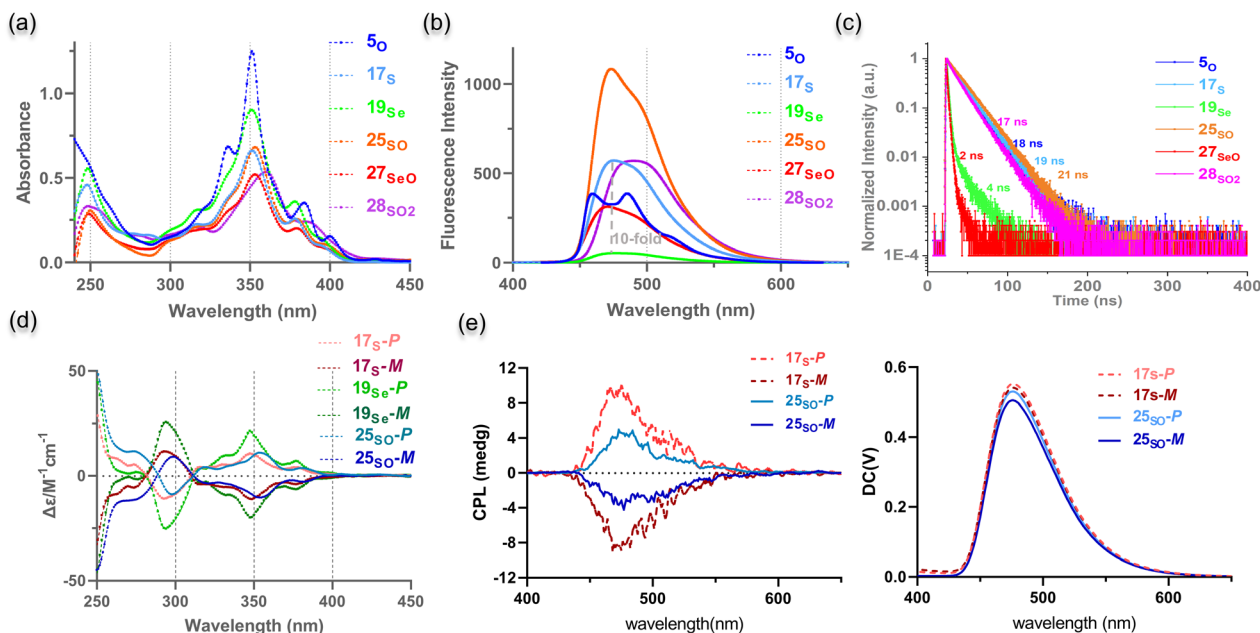 (a)
5O
17S
19Se
25SO
27SeO
28SO2
Absorbance
1.0
0.5
0.0
250
300
350
400
450
Wavelength (nm)
(b)
5O
17S
19Se
25SO
27SeO
28SO2
Fluorescence Intensity
1000
500
0
10-fold
400
500
600
Wavelength (nm)
(c)
5O
17S
19Se
25SO
27SeO
28SO2
Normalized Intensity (a.u.)
1
0.1
0.01
0.001
1E-4
17 ns
18 ns
19 ns
21 ns
2 ns
4 ns
0
100
200
300
400
Time (ns)
(d)
17S-P
17S-M
19Se-P
19Se-M
25SO-P
25SO-M
Δε/M⁻¹cm⁻¹
50
0
-50
250
300
350
400
450
Wavelength (nm)
(e)
17S-P
17S-M
25SO-P
25SO-M
CPL (medg)
12
8
4
0
-4
-8
-12
400
500
600
wavelength(nm)
17S-P
17S-M
25SO-P
25SO-M
DC(V)
0.6
0.4
0.2
0.0
400
500
600
wavelength(nm)